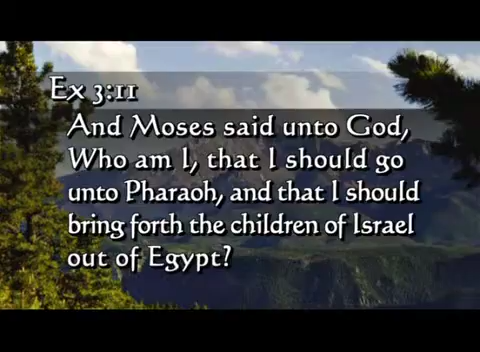 Ex 3:11
And Moses said unto God,
Who am I, that I should go
unto Pharaoh, and that I should
bring forth the children of Israel
out of Egypt?